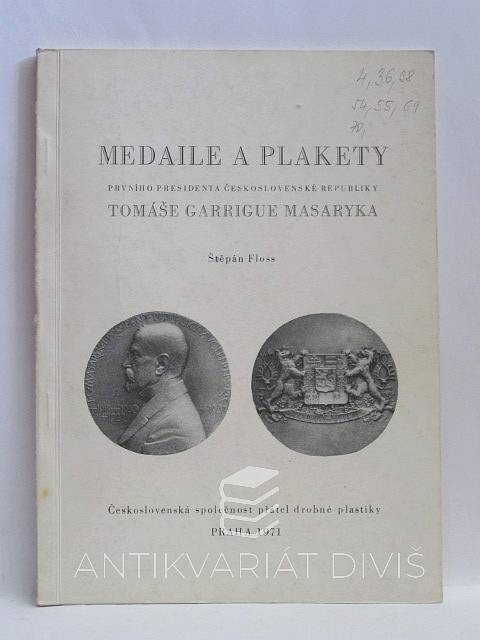 4, 36, 98
54, 55, 69
70,
MEDAILE A PLAKETY
PRVNÍHO PRESIDENTA ČESKOSLOVENSKÉ REPUBLIKY
TOMÁŠE GARRIGUE MASARYKA
Štěpán Floss
Československá společnost přátel drobné plastiky
PRAHA 1971
ANTIKVARIÁT DIVIŠ